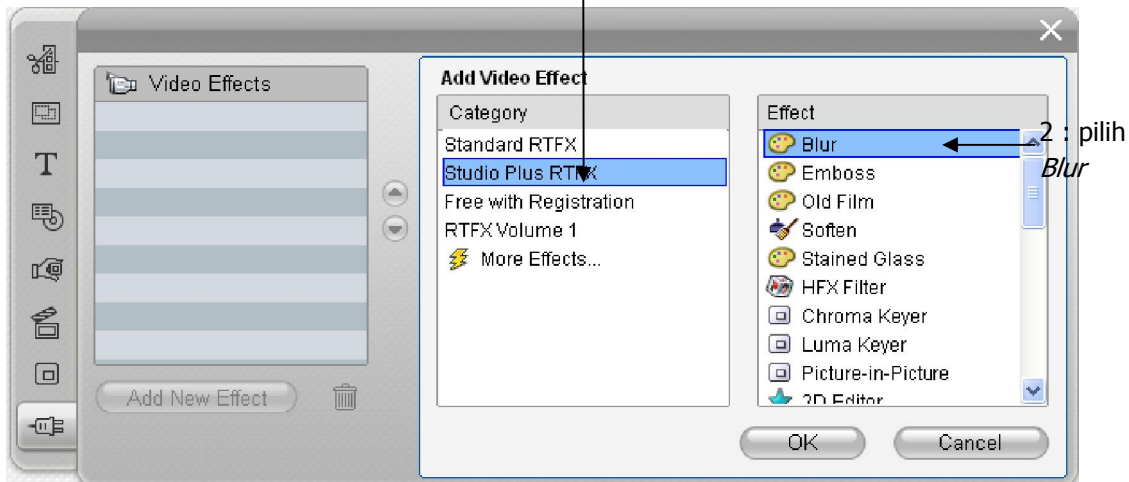 Video Effects
Add New Effect
Add Video Effect
Category
Standard RTFX
Studio Plus RTFX
Free with Registration
RTFX Volume 1
More Effects...
Effect
Blur
Emboss
Old Film
Soften
Stained Glass
HFX Filter
Chroma Keyer
Luma Keyer
Picture-in-Picture
2D Editor
OK
Cancel
2 : pilih
Blur
T